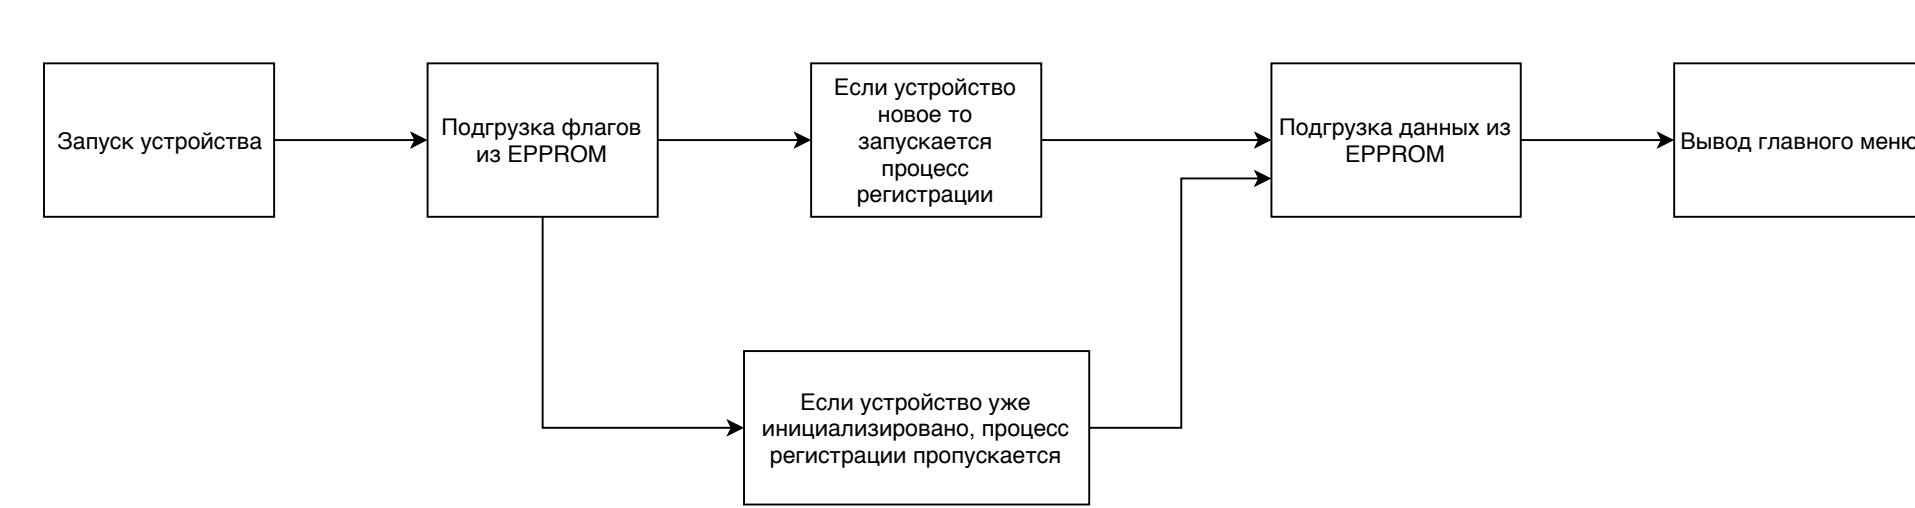 Запуск устройства
Подгрузка флагов
из EPPROM
Если устройство
новое то
запускается
процесс
регистрации
Подгрузка данных из
EPPROM
Вывод главного меню
Если устройство уже
инициализировано, процесс
регистрации пропускается